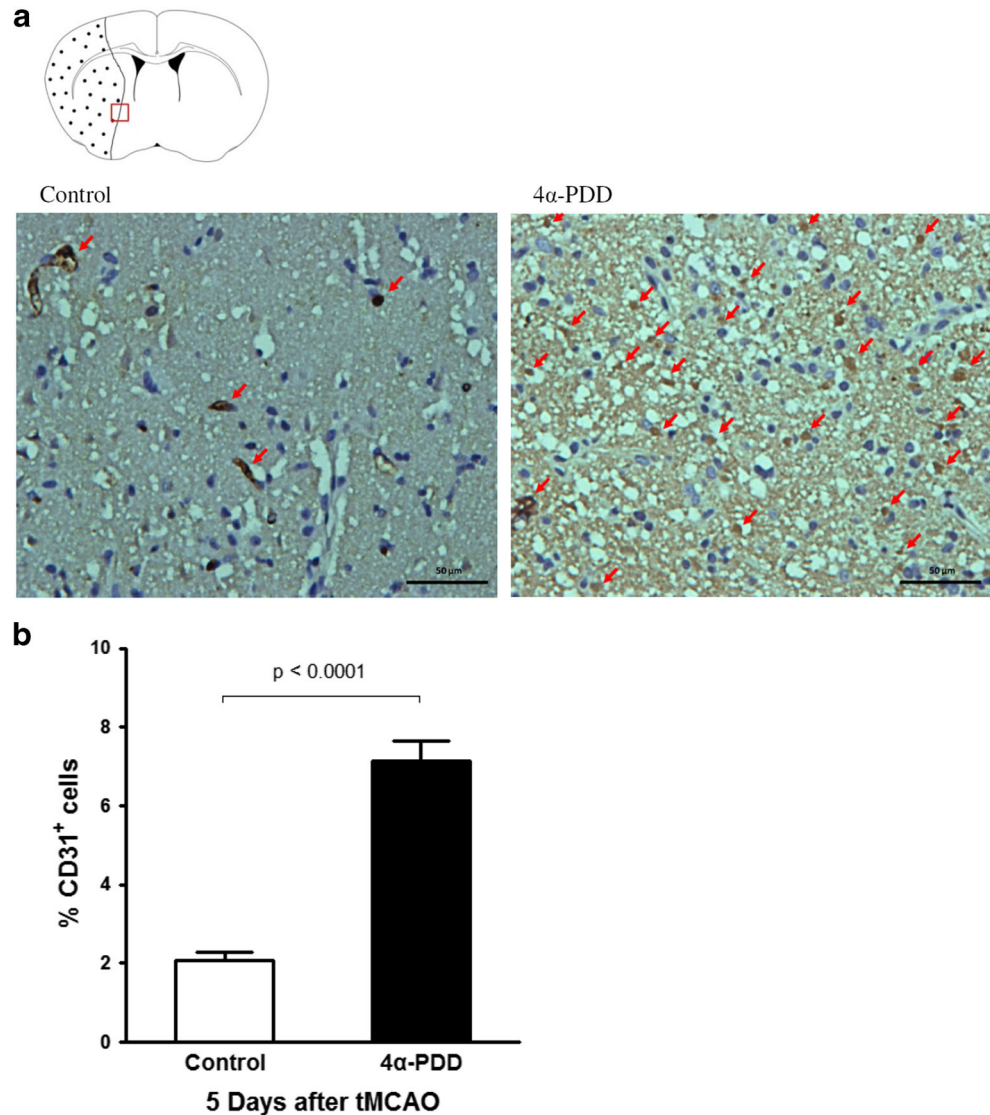 a
Control
4α-PDD
50 µm
50 µm
b
10
8
6
4
2
0
% CD31⁺ cells
p < 0.0001
Control
4α-PDD
5 Days after tMCAO